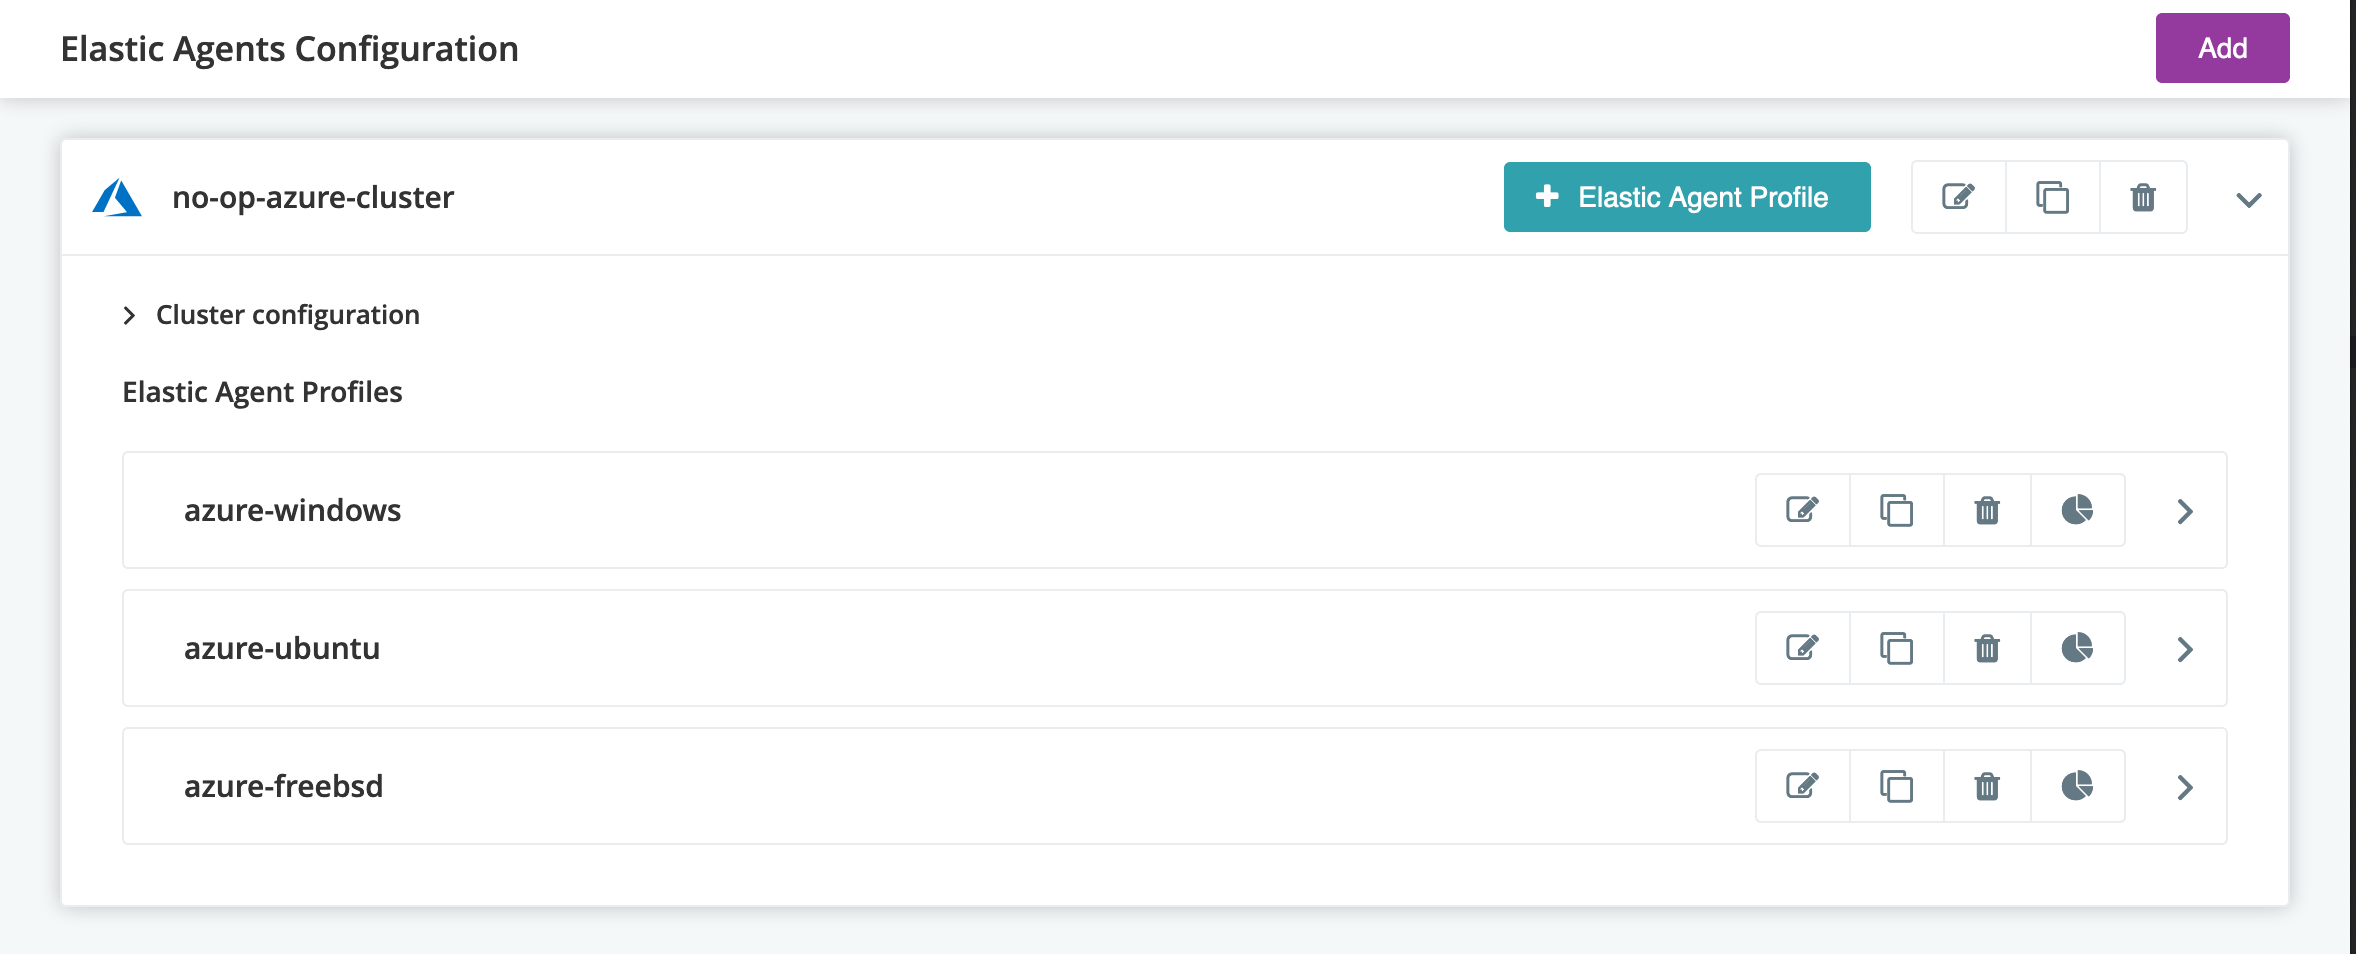 Elastic Agents Configuration
Add
no-op-azure-cluster
Elastic Agent Profile
Cluster configuration
Elastic Agent Profiles
azure-windows
azure-ubuntu
azure-freebsd